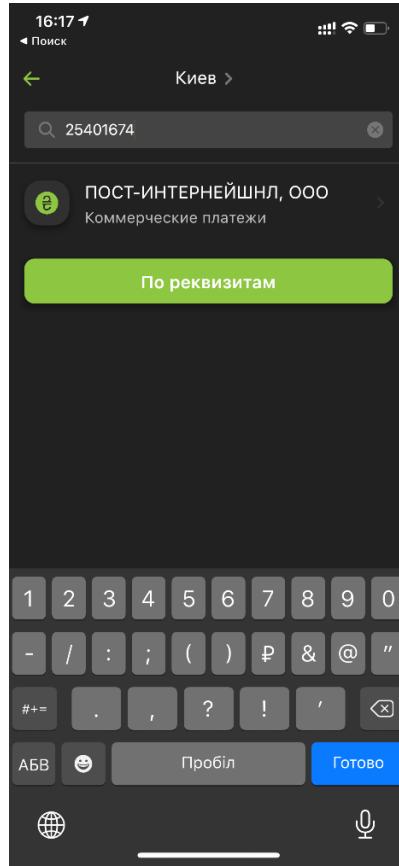 16:17
◀ Поиск
Киев >
25401674
ПОСТ-ИНТЕРНЕЙШНЛ, ООО
Коммерческие платежи
По реквизитам
1 2 3 4 5 6 7 8 9 0
- / : ; ( ) ₽ & @ "
#+= . , ? ! '
АБВ Пробіл Готово